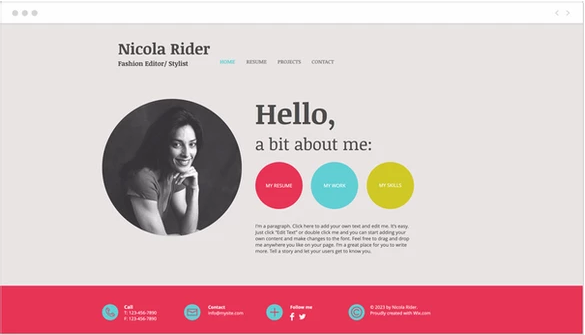 Nicola Rider
Fashion Editor/ Stylist
HOME RESUME PROJECTS CONTACT
Hello,
a bit about me:
MY RESUME MY WORK MY SKILLS
I'm a paragraph. Click here to add your own text and edit me. It's easy.
Just click "Edit Text" or double click me and you can start adding your
own content and make changes to the font. Feel free to drag and drop
me anywhere you like on your page. I'm a great place for you to write
more. Tell a story and let your users get to know you.
Call
T: 123-456-7890
F: 123-456-7890
Contact
info@mysite.com
Follow me
© 2023 by Nicola Rider.
Proudly created with Wix.com